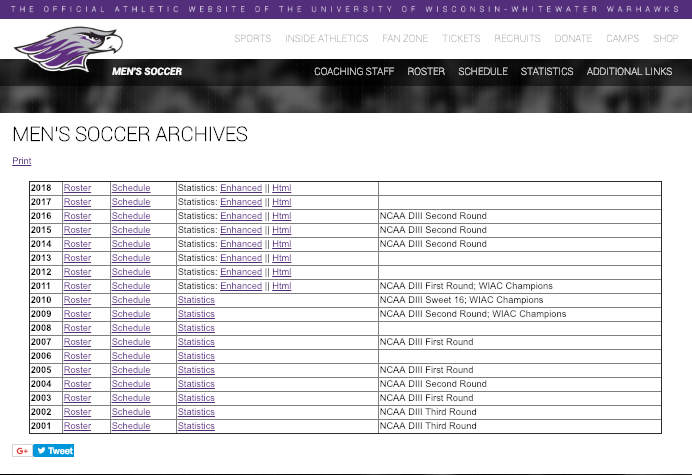 THE OFFICIAL ATHLETIC WEBSITE OF THE UNIVERSITY OF WISCONSIN-WHITEWATER WARHAWKS
SPORTS INSIDE ATHLETICS FAN ZONE TICKETS RECRUITS DONATE CAMPS SHOP
MEN'S SOCCER COACHING STAFF ROSTER SCHEDULE STATISTICS ADDITIONAL LINKS
MEN'S SOCCER ARCHIVES
Print
2018 Roster Schedule Statistics: Enhanced || Html
2017 Roster Schedule Statistics: Enhanced || Html
2016 Roster Schedule Statistics: Enhanced || Html NCAA DIII Second Round
2015 Roster Schedule Statistics: Enhanced || Html NCAA DIII Second Round
2014 Roster Schedule Statistics: Enhanced || Html NCAA DIII Second Round
2013 Roster Schedule Statistics: Enhanced || Html
2012 Roster Schedule Statistics: Enhanced || Html
2011 Roster Schedule Statistics: Enhanced || Html NCAA DIII First Round; WIAC Champions
2010 Roster Schedule Statistics NCAA DIII Sweet 16; WIAC Champions
2009 Roster Schedule Statistics NCAA DIII Second Round; WIAC Champions
2008 Roster Schedule Statistics
2007 Roster Schedule Statistics NCAA DIII First Round
2006 Roster Schedule Statistics
2005 Roster Schedule Statistics NCAA DIII First Round
2004 Roster Schedule Statistics NCAA DIII Second Round
2003 Roster Schedule Statistics NCAA DIII First Round
2002 Roster Schedule Statistics NCAA DIII Third Round
2001 Roster Schedule Statistics NCAA DIII Third Round
G+ Tweet